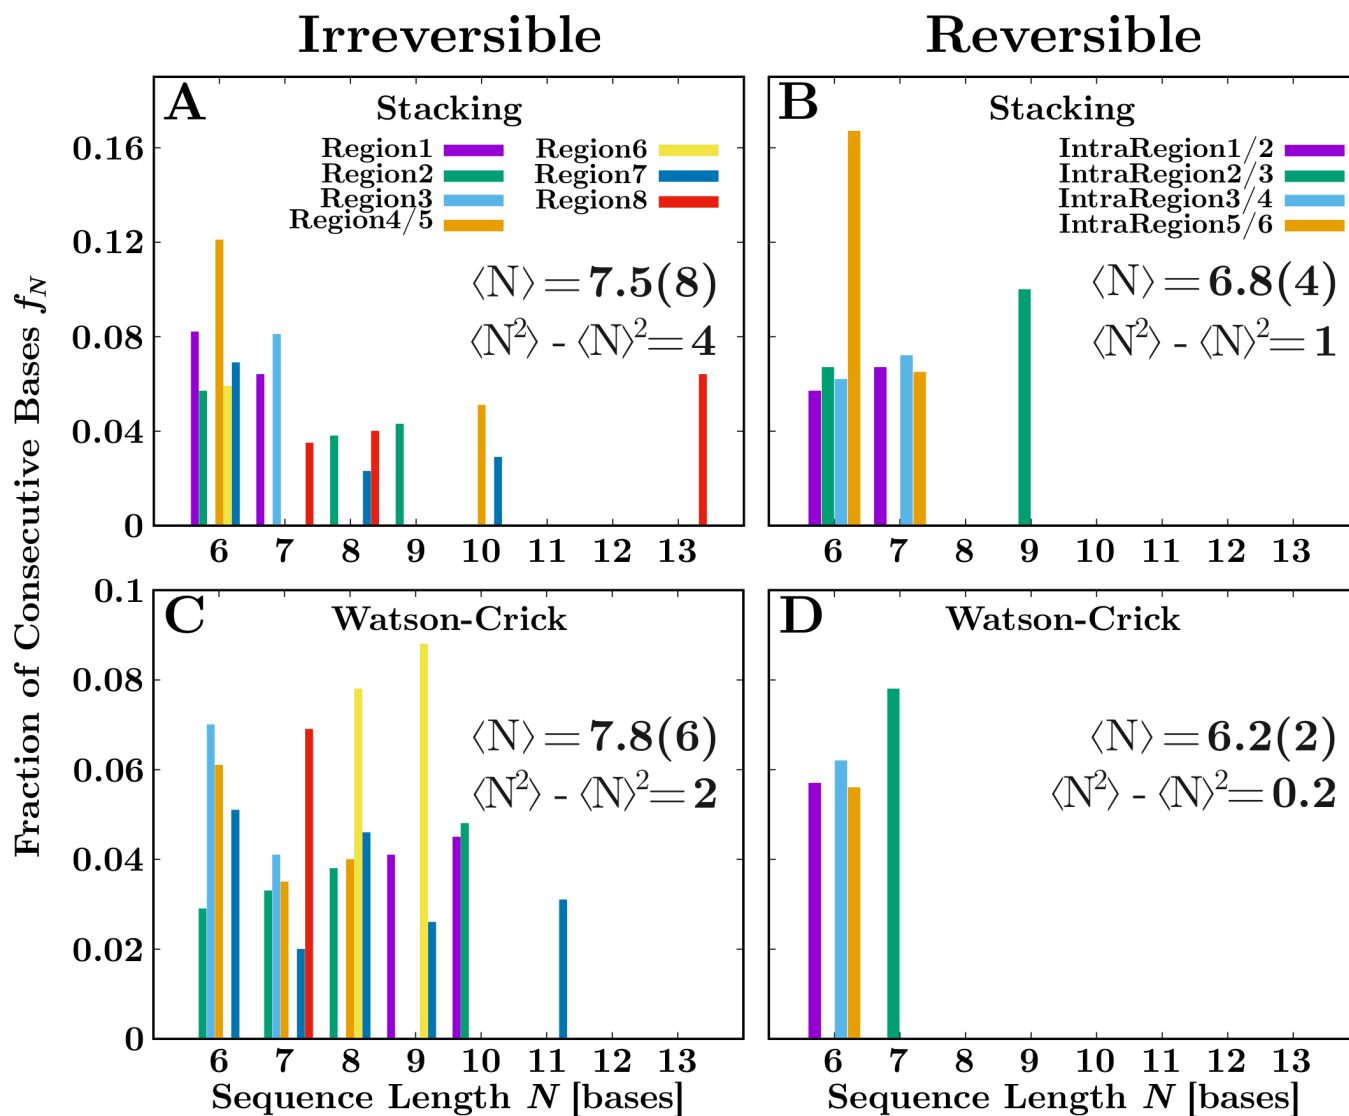 Irreversible
Reversible
Fraction of Consecutive Bases f_N
A
Stacking
Region1
Region2
Region3
Region4/5
Region6
Region7
Region8
⟨N⟩ = 7.5(8)
⟨N²⟩ - ⟨N⟩² = 4
0.16
0.12
0.08
0.04
0
6 7 8 9 10 11 12 13
B
Stacking
IntraRegion1/2
IntraRegion2/3
IntraRegion3/4
IntraRegion5/6
⟨N⟩ = 6.8(4)
⟨N²⟩ - ⟨N⟩² = 1
6 7 8 9 10 11 12 13
C
Watson-Crick
⟨N⟩ = 7.8(6)
⟨N²⟩ - ⟨N⟩² = 2
0.1
0.08
0.06
0.04
0.02
0
6 7 8 9 10 11 12 13
Sequence Length N [bases]
D
Watson-Crick
⟨N⟩ = 6.2(2)
⟨N²⟩ - ⟨N⟩² = 0.2
6 7 8 9 10 11 12 13
Sequence Length N [bases]